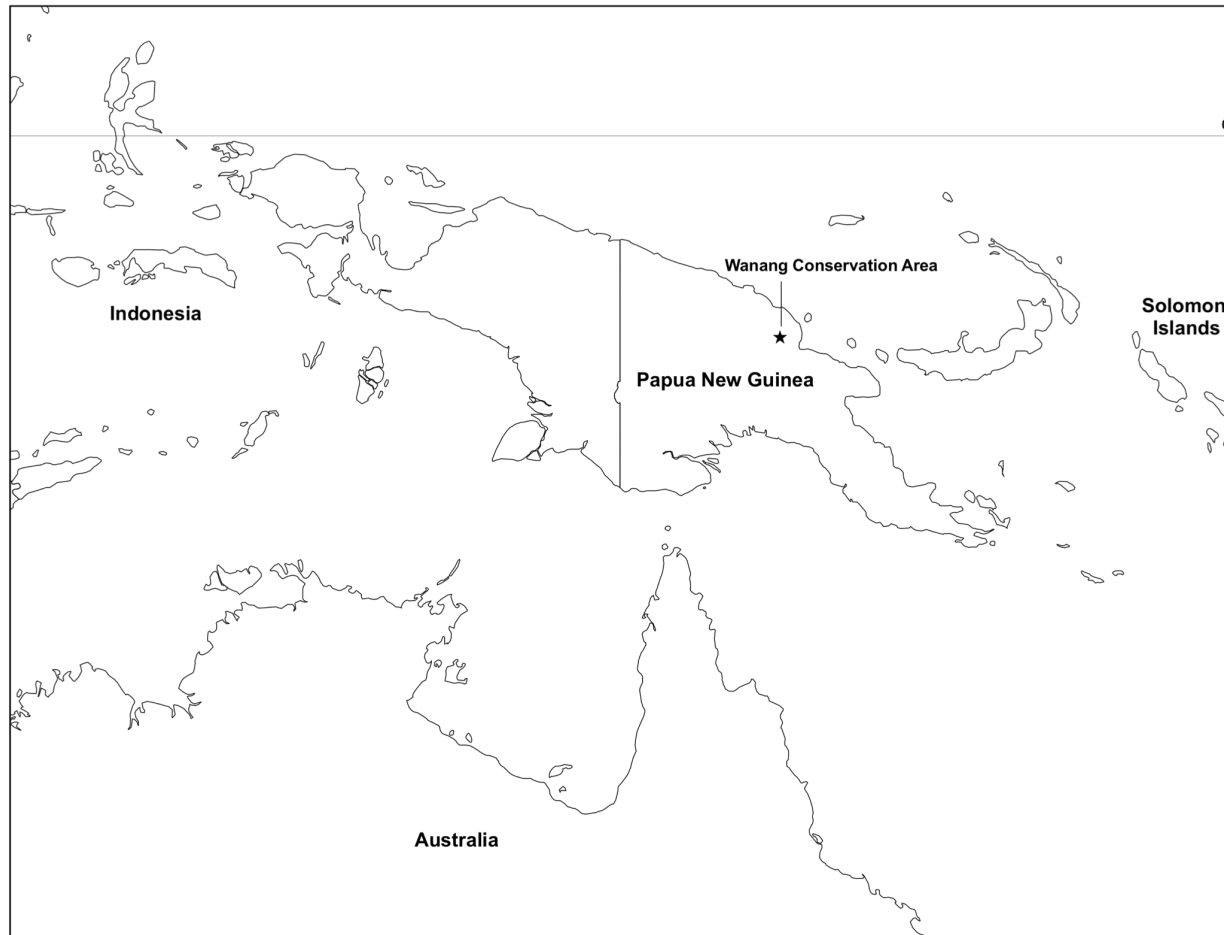 Wanang Conservation Area
Indonesia
Solomon
Islands
Papua New Guinea
Australia